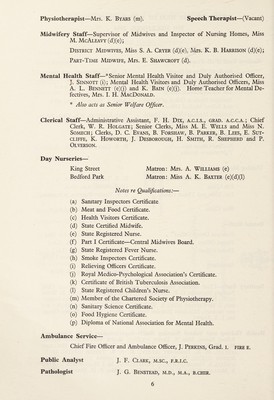 Physiotherapist—Mrs. K. Byars (m). Speech Therapist—(Vacant)
Midwifery Staff—Supervisor of Midwives and Inspector of Nursing Homes, Miss
M. McAleavy (d)(e);
District Midwives, Miss S. A. Cryer (d)(e), Mrs. K. B. Harrison (d)(e);
Part-Time Midwife, Mrs. E. Shawcroft (d).
Mental Health Staff—*Senior Mental Health Visitor and Duly Authorised Officer,
J. Sinnott (i); Mental Health Visitors and Duly Authorised Officers, Miss
A. L. Bennett (e)(j) and K. Bain (e)(j). Home Teacher for Mental De-
fectives, Mrs. I. H. MacDonald.
* Also acts as Senior Welfare Officer.
Clerical Staff—Administrative Assistant, F. H. Dix, A.C.I.S., GRAD. A.C.C.A.; Chief
Clerk, W. R. Holgate; Senior Clerks, Miss M. E. Wells and Miss N.
Somech; Clerks, D. C. Evans, B. Forshaw, B. Parker, B. Lees, E. Sut-
cliffe, K. Howorth, J. Desborough, H. Smith, R. Shepherd and P.
Olverson.
Day Nurseries—
King Street Matron: Mrs. A. Williams (e)
Bedford Park Matron: Miss A. K. Baxter (e)(d)(l)
Notes re Qualifications:—
(a) Sanitary Inspectors Certificate
(b) Meat and Food Certificate.
(c) Health Visitors Certificate.
(d) State Certified Midwife.
(e) State Registered Nurse.
(f) Part I Certificate—Central Midwives Board.
(g) State Registered Fever Nurse.
(h) Smoke Inspectors Certificate.
(i) Relieving Officers Certificate.
(j) Royal Medico-Psychological Association's Certificate.
(k) Certificate of British Tuberculosis Association.
(l) State Registered Children's Nurse.
(m) Member of the Chartered Society of Physiotherapy.
(n) Sanitary Science Certificate.
(o) Food Hygiene Certificate.
(p) Diploma of National Association for Mental Health.
Ambulance Service—
Chief Fire Officer and Ambulance Officer, J. Perkins, Grad. I. FIRE E.
Public Analyst J. F. Clark, M.SC., F.R.I.C.
Pathologist J. G. Benstead, M.D., M.A., B.CHIR.
6